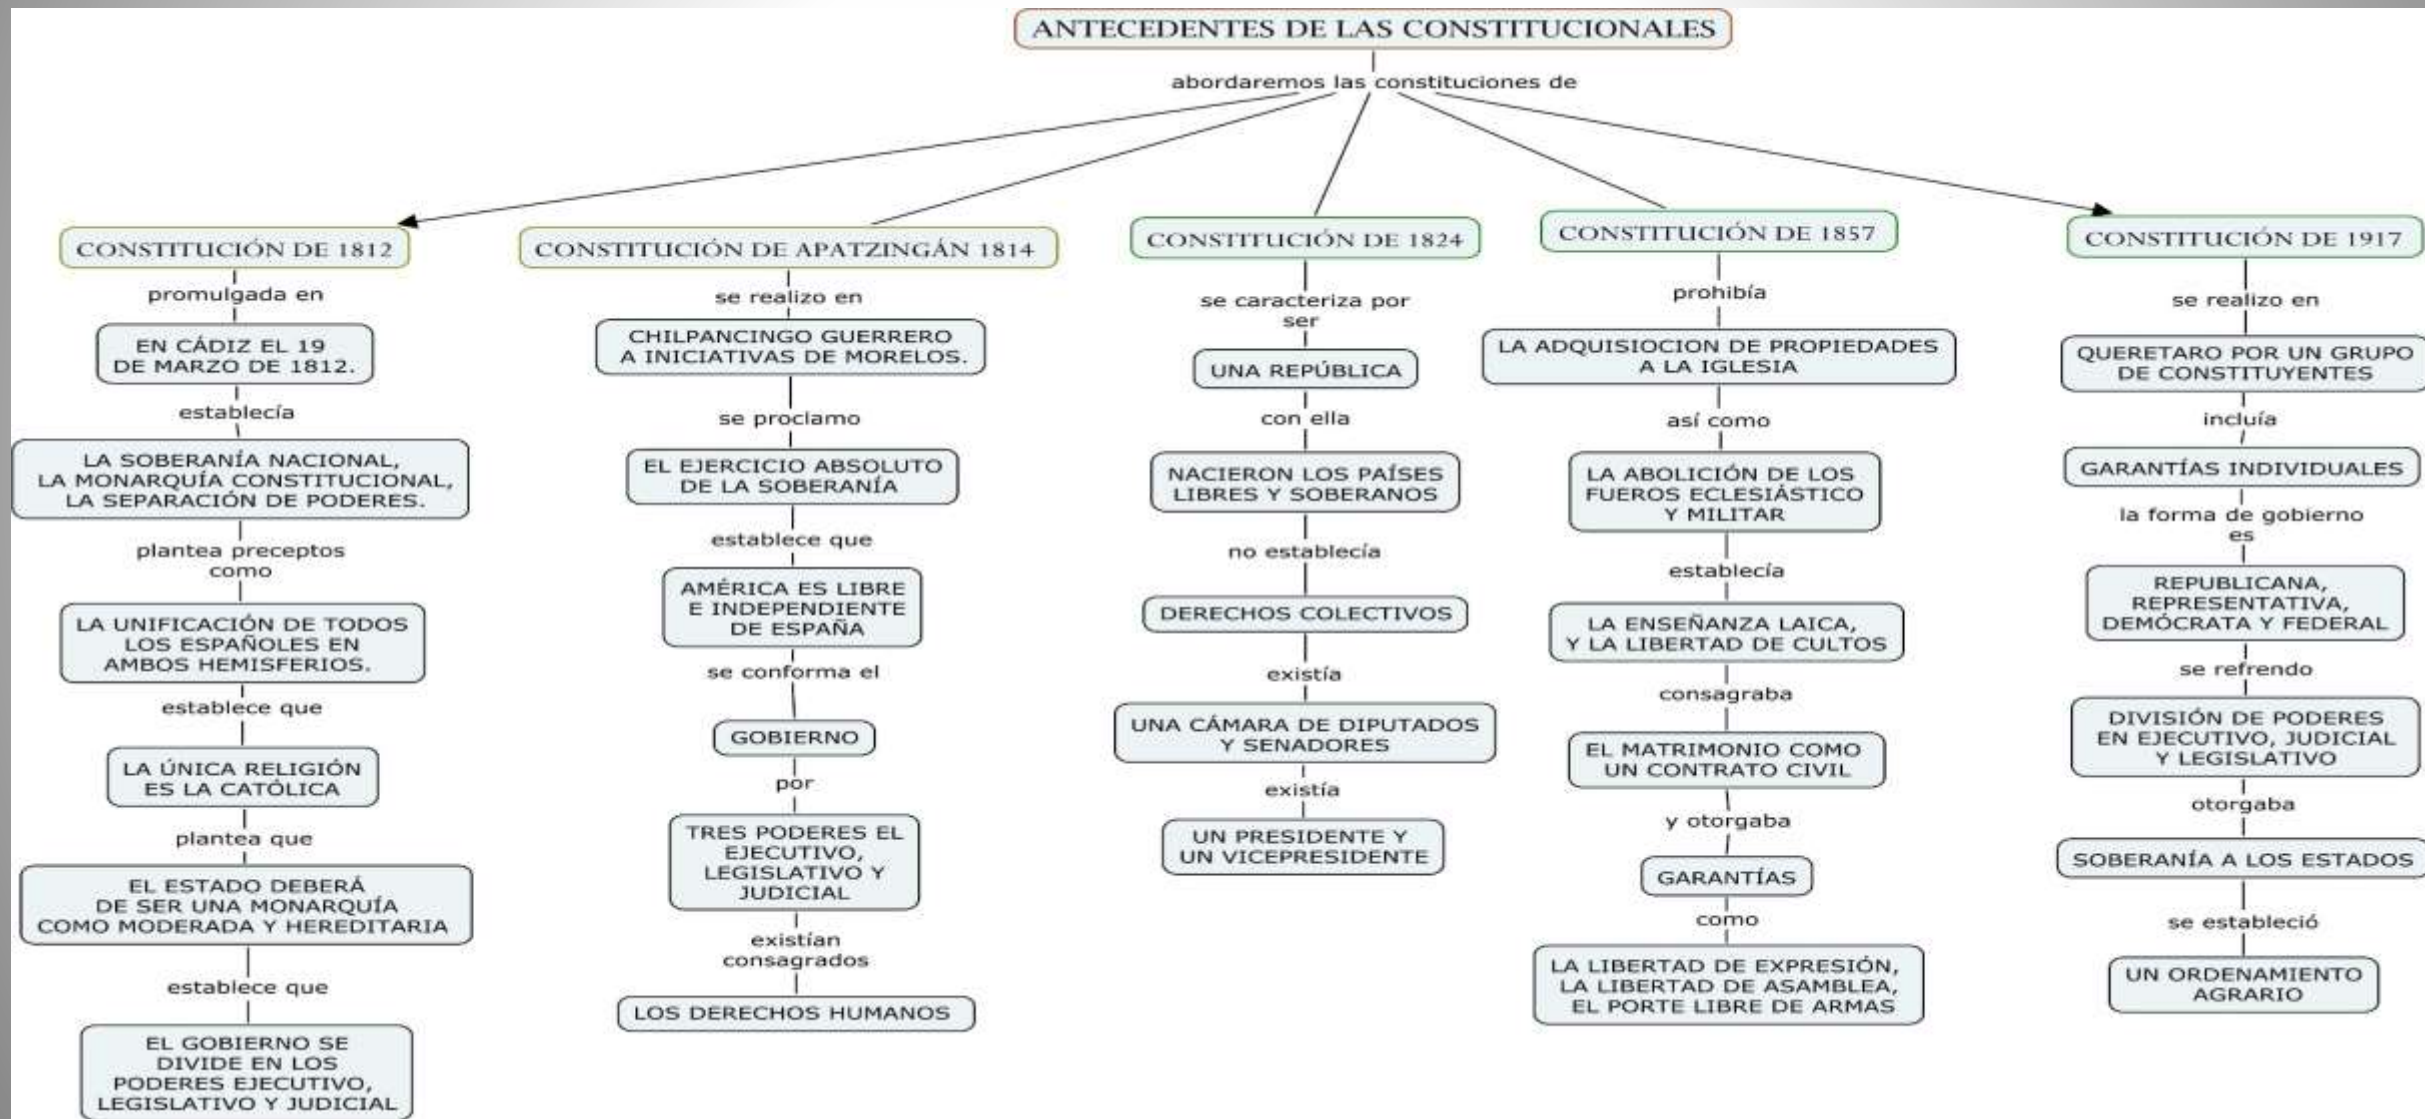 ANTECEDENTES DE LAS CONSTITUCIONALES
abordaremos las constituciones de
CONSTITUCIÓN DE 1812
promulgada en
EN CÁDIZ EL 19
DE MARZO DE 1812.
establecía
LA SOBERANÍA NACIONAL,
LA MONARQUÍA CONSTITUCIONAL,
LA SEPARACIÓN DE PODERES.
plantea preceptos
como
LA UNIFICACIÓN DE TODOS
LOS ESPAÑOLES EN
AMBOS HEMISFERIOS.
establece que
LA ÚNICA RELIGIÓN
ES LA CATÓLICA
plantea que
EL ESTADO DEBERÁ
DE SER UNA MONARQUÍA
COMO MODERADA Y HEREDITARIA
establece que
EL GOBIERNO SE
DIVIDE EN LOS
PODERES EJECUTIVO,
LEGISLATIVO Y JUDICIAL
CONSTITUCIÓN DE APATZINGÁN 1814
se realizo en
CHILPANCINGO GUERRERO
A INICIATIVAS DE MORELOS.
se proclamo
EL EJERCICIO ABSOLUTO
DE LA SOBERANÍA
establece que
AMÉRICA ES LIBRE
E INDEPENDIENTE
DE ESPAÑA
se conforma el
GOBIERNO
por
TRES PODERES EL
EJECUTIVO,
LEGISLATIVO Y
JUDICIAL
existían
consagrados
LOS DERECHOS HUMANOS
CONSTITUCIÓN DE 1824
se caracteriza por
ser
UNA REPÚBLICA
con ella
NACIERON LOS PAÍSES
LIBRES Y SOBERANOS
no establecía
DERECHOS COLECTIVOS
existía
UNA CÁMARA DE DIPUTADOS
Y SENADORES
existía
UN PRESIDENTE Y
UN VICEPRESIDENTE
CONSTITUCIÓN DE 1857
prohibía
LA ADQUISIOCION DE PROPIEDADES
A LA IGLESIA
así como
LA ABOLICIÓN DE LOS
FUEROS ECLESIÁSTICO
Y MILITAR
establecía
LA ENSEÑANZA LAICA,
Y LA LIBERTAD DE CULTOS
consagraba
EL MATRIMONIO COMO
UN CONTRATO CIVIL
y otorgaba
GARANTÍAS
como
LA LIBERTAD DE EXPRESIÓN,
LA LIBERTAD DE ASAMBLEA,
EL PORTE LIBRE DE ARMAS
CONSTITUCIÓN DE 1917
se realizo en
QUERETARO POR UN GRUPO
DE CONSTITUYENTES
incluía
GARANTÍAS INDIVIDUALES
la forma de gobierno
es
REPUBLICANA,
REPRESENTATIVA,
DEMÓCRATA Y FEDERAL
se refrendo
DIVISIÓN DE PODERES
EN EJECUTIVO, JUDICIAL
Y LEGISLATIVO
otorgaba
SOBERANÍA A LOS ESTADOS
se estableció
UN ORDENAMIENTO
AGRARIO